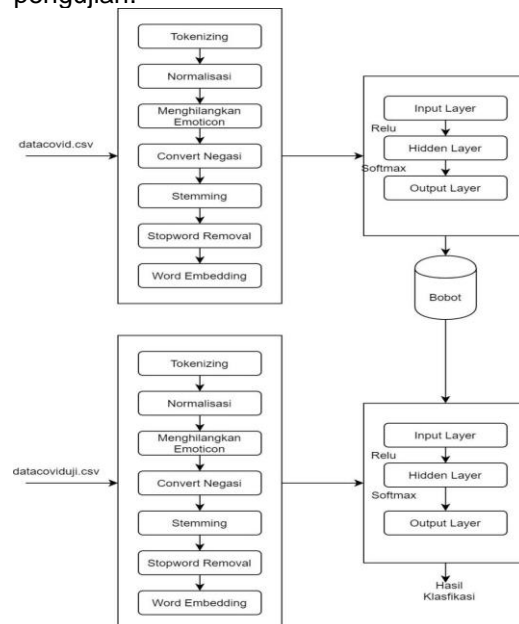 pengujian.
Tokenizing
Normalisasi
Menghilangkan
Emoticon
datacovid.csv
Convert Negasi
Stemming
Stopword Removal
Word Embedding
Input Layer
Relu
Hidden Layer
Softmax
Output Layer
Bobot
Tokenizing
Normalisasi
Menghilangkan
Emoticon
datacoviduji.csv
Convert Negasi
Stemming
Stopword Removal
Word Embedding
Input Layer
Relu
Hidden Layer
Softmax
Output Layer
Hasil
Klasfikasi